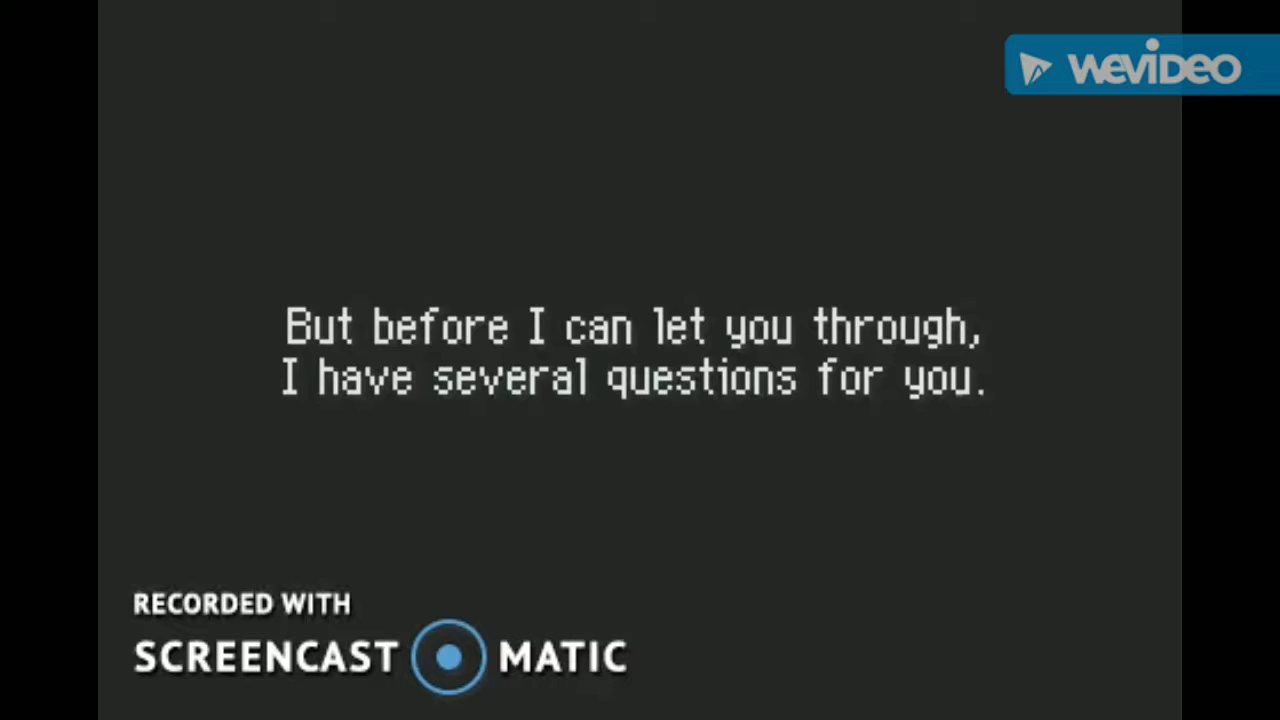 WEVIDEO
But before I can let you through,
I have several questions for you.
RECORDED WITH
SCREENCAST MATIC